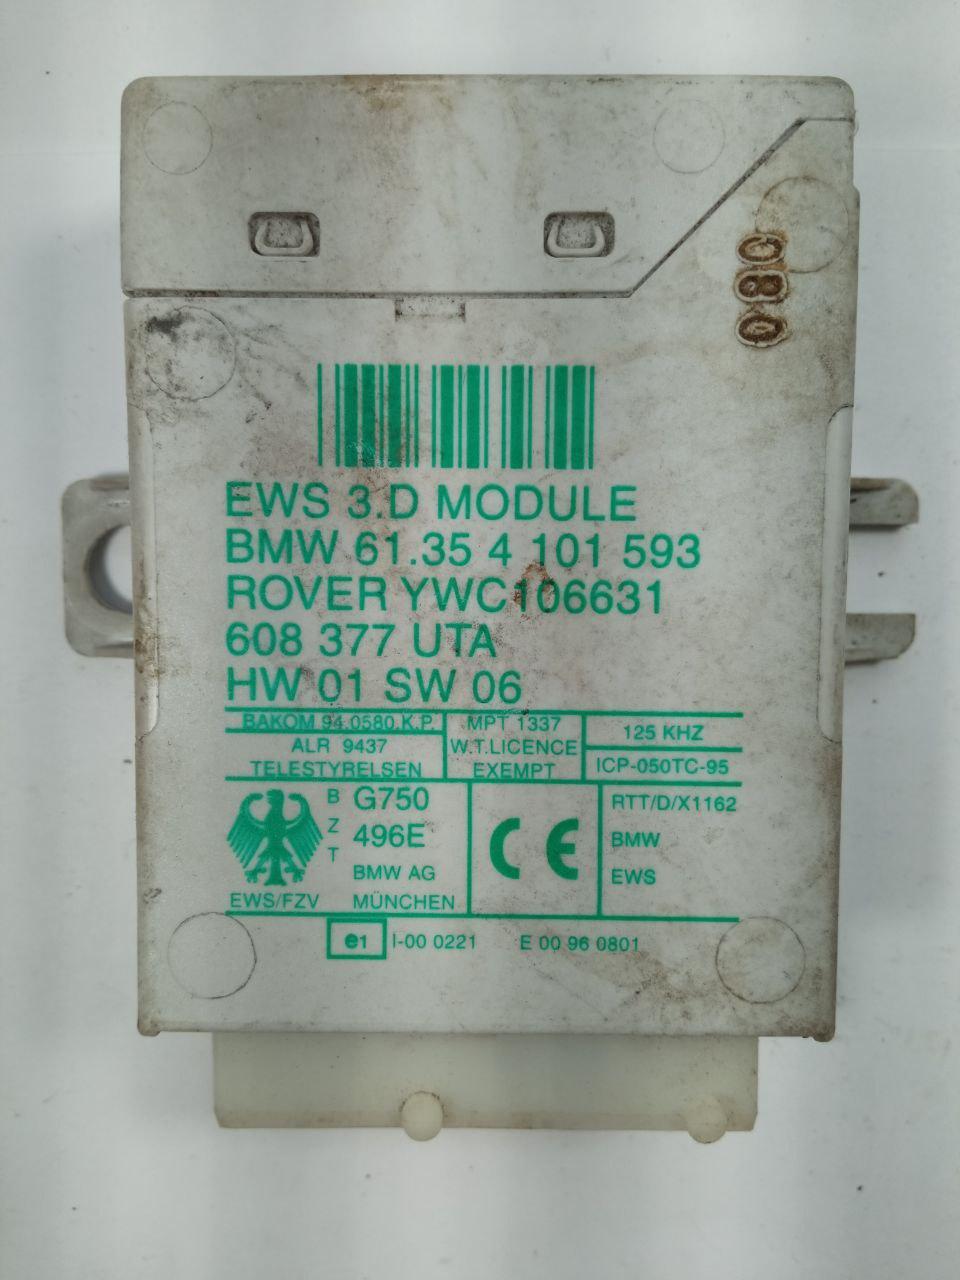 080
EWS 3.D MODULE
BMW 61.35 4 101 593
ROVER YWC106631
608 377 UTA
HW 01 SW 06
BAKOM 94.0580.K.P.
ALR 9437
TELESTYRELSEN
MPT 1337
W.T.LICENCE
EXEMPT
125 KHZ
ICP-050TC-95
BZT
G750
496E
BMW AG
EWS/FZV MÜNCHEN
CE
RTT/D/X1162
BMW
EWS
e1 I-00 0221 E 00 96 0801